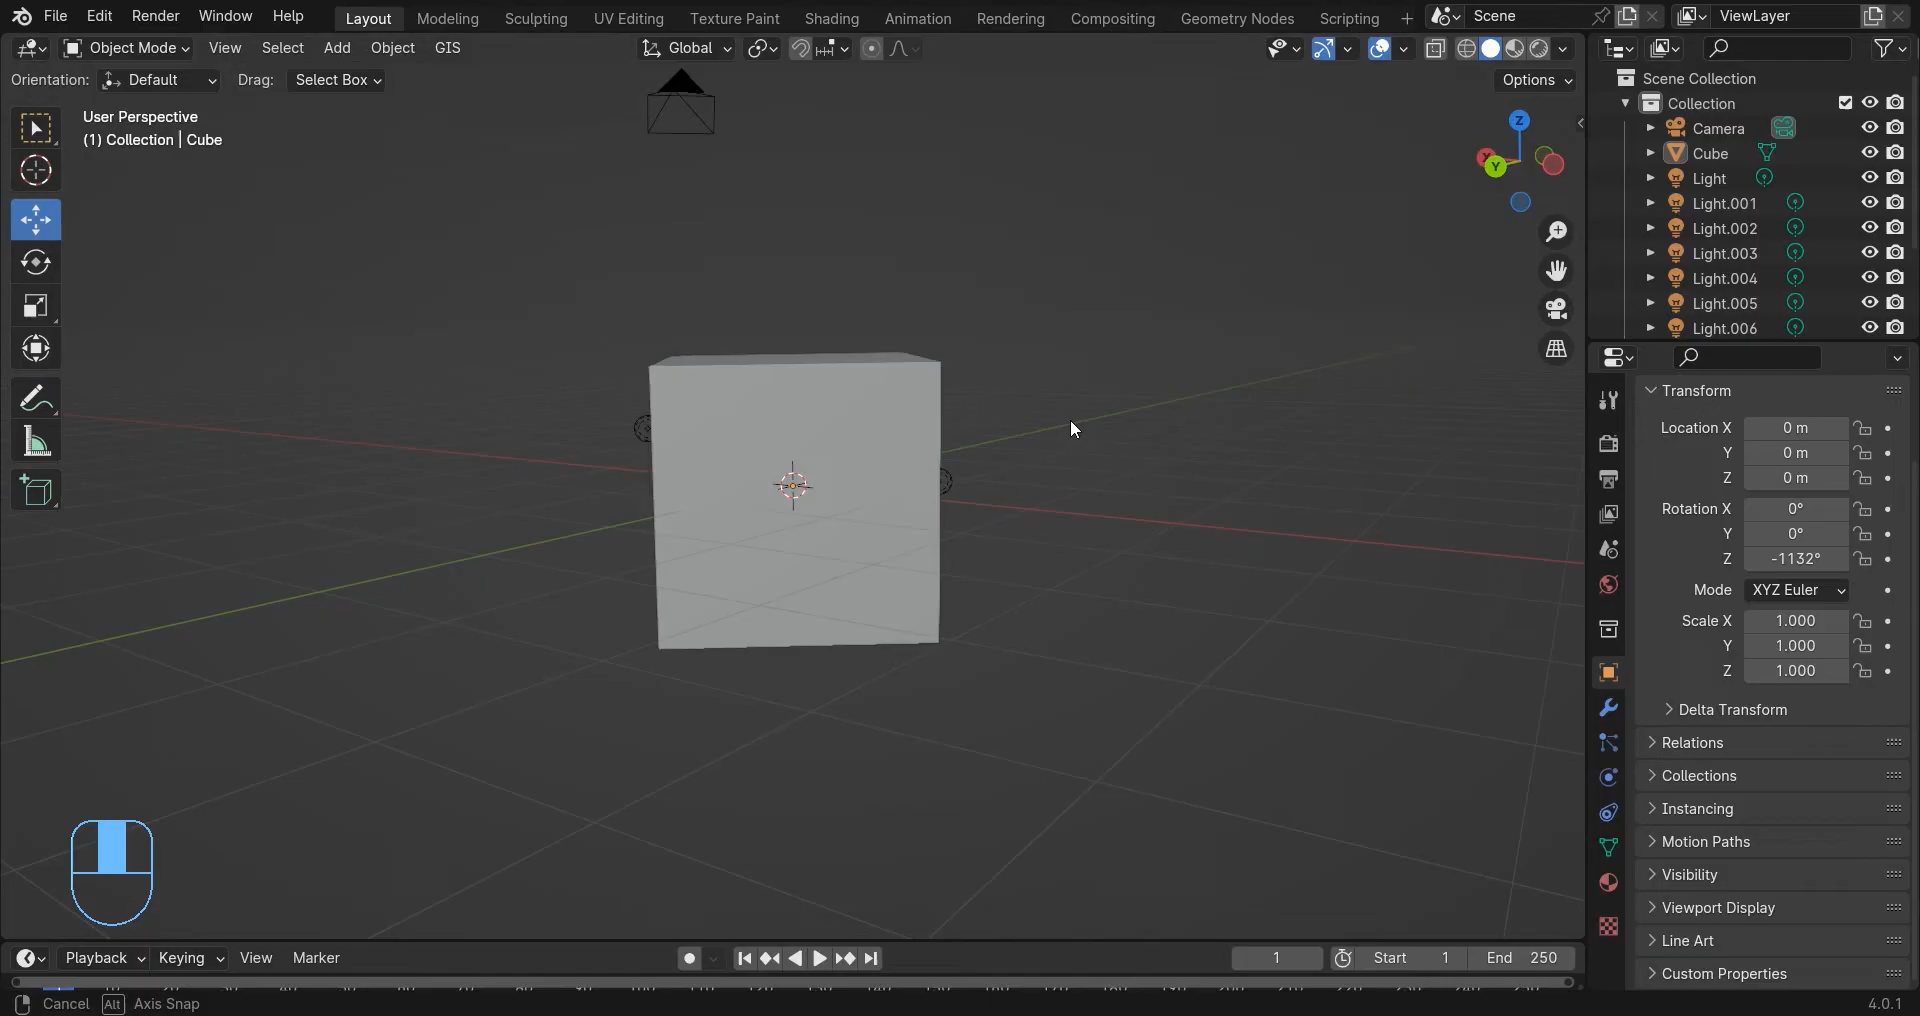 File Edit Render Window Help Layout Modeling Sculpting UV Editing Texture Paint Shading Animation Rendering Compositing Geometry Nodes Scripting + Scene ViewLayer
Object Mode View Select Add Object GIS Global
Orientation: Default Drag: Select Box Options
User Perspective
(1) Collection | Cube
Z
X
Y
Scene Collection
Collection
Camera
Cube
Light
Light.001
Light.002
Light.003
Light.004
Light.005
Light.006
Transform
Location X 0 m
Y 0 m
Z 0 m
Rotation X 0°
Y 0°
Z -1132°
Mode XYZ Euler
Scale X 1.000
Y 1.000
Z 1.000
Delta Transform
Relations
Collections
Instancing
Motion Paths
Visibility
Viewport Display
Line Art
Custom Properties
Playback Keying View Marker 1 Start 1 End 250
Cancel Alt Axis Snap 4.0.1